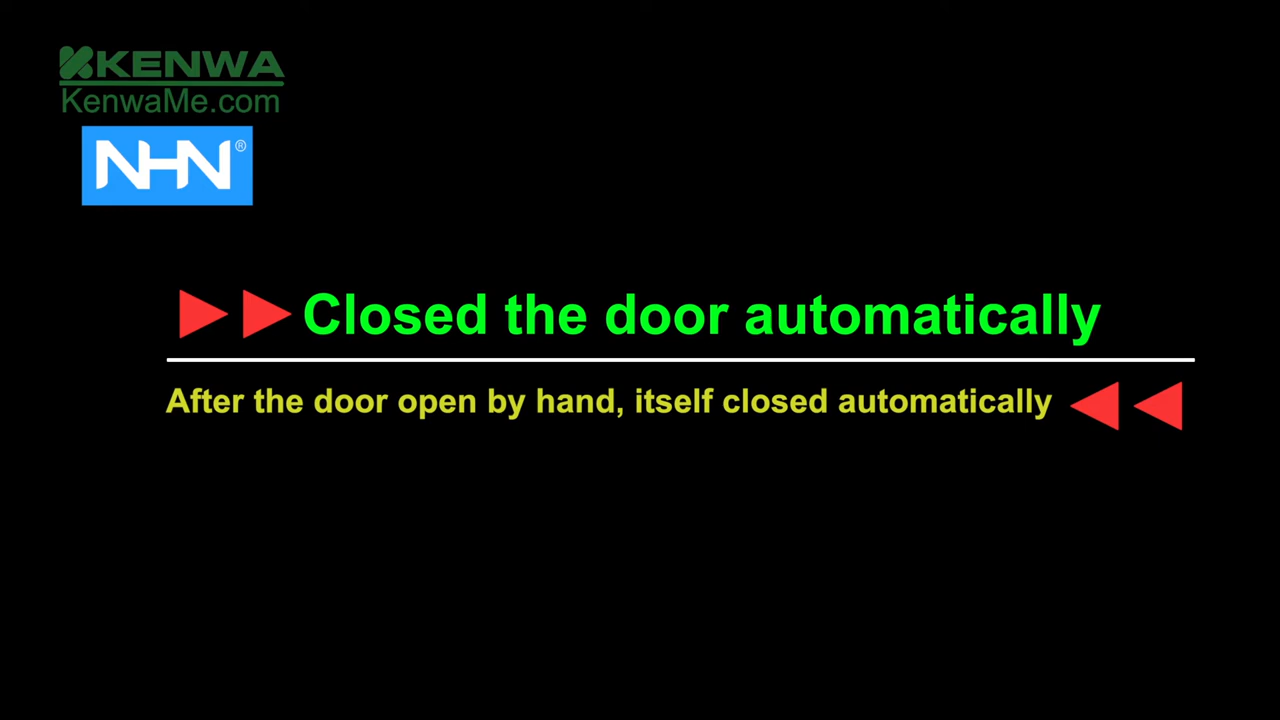 KENWA
KenwaMe.com
NHN®
Closed the door automatically
After the door open by hand, itself closed automatically